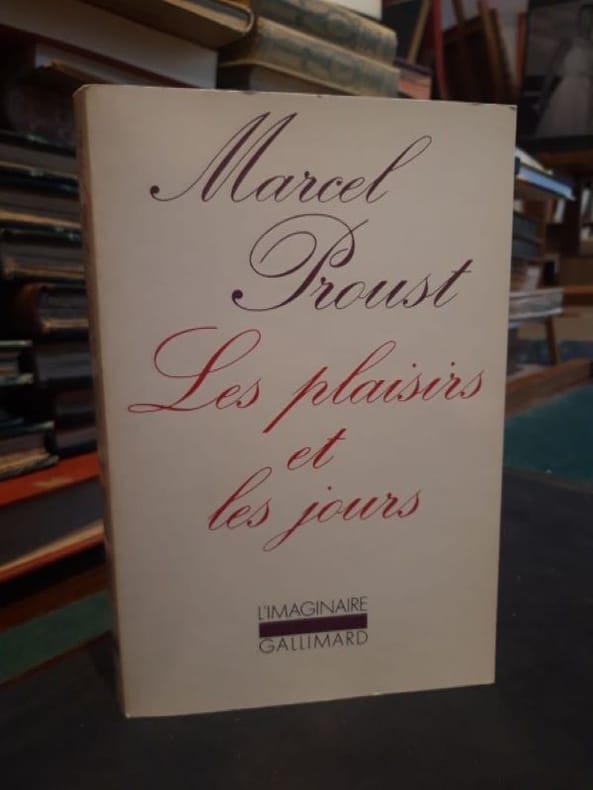 Marcel
Proust
Les plaisirs
et
les jours
L'IMAGINAIRE
GALLIMARD